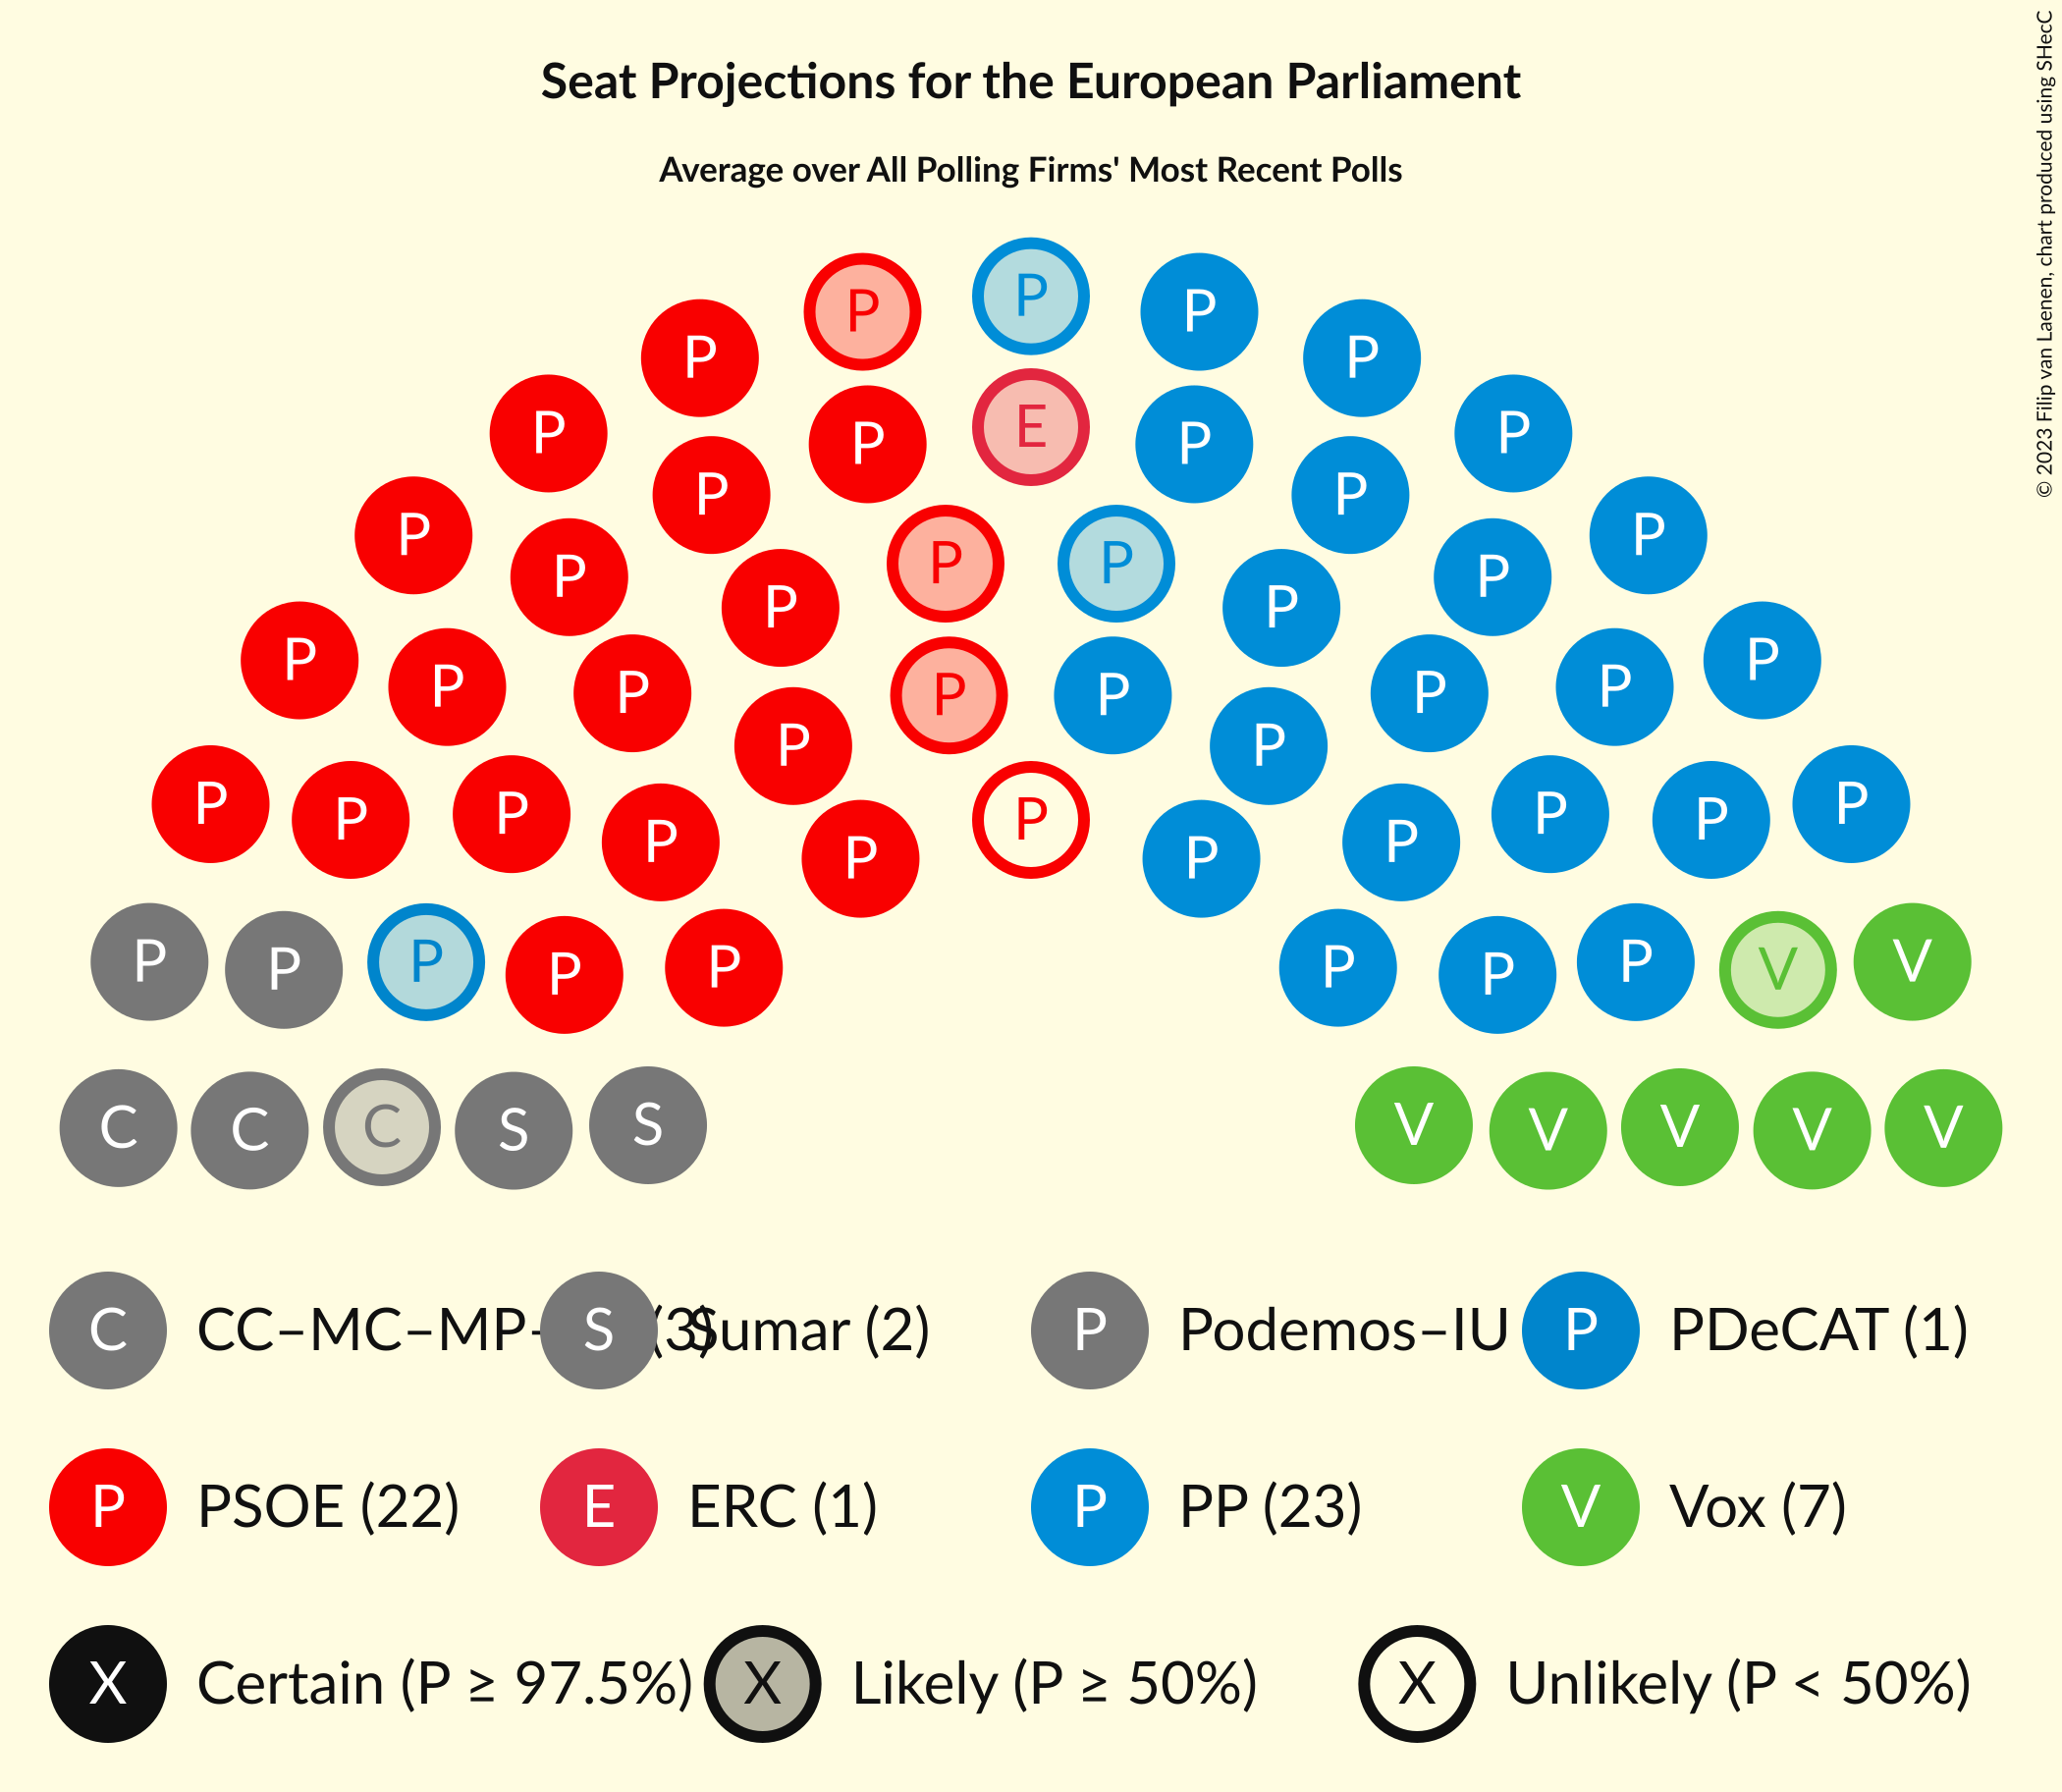 Seat Projections for the European Parliament
Average over All Polling Firms' Most Recent Polls
© 2023 Filip van Laenen, chart produced using SHecC
P
P P
P P
P E P
P P
P P
P P
P P
P P
P P
P P
P P
P P
P P
P P
P P
P P
P P P P P P P P P
P P
P P P P P P P P V V
C C C S S V V V V V
C CC–MC–MP– (3) S Sumar (2) P Podemos–IU P PDeCAT (1)
P PSOE (22) E ERC (1) P PP (23) V Vox (7)
X Certain (P ≥ 97.5%) X Likely (P ≥ 50%) X Unlikely (P < 50%)